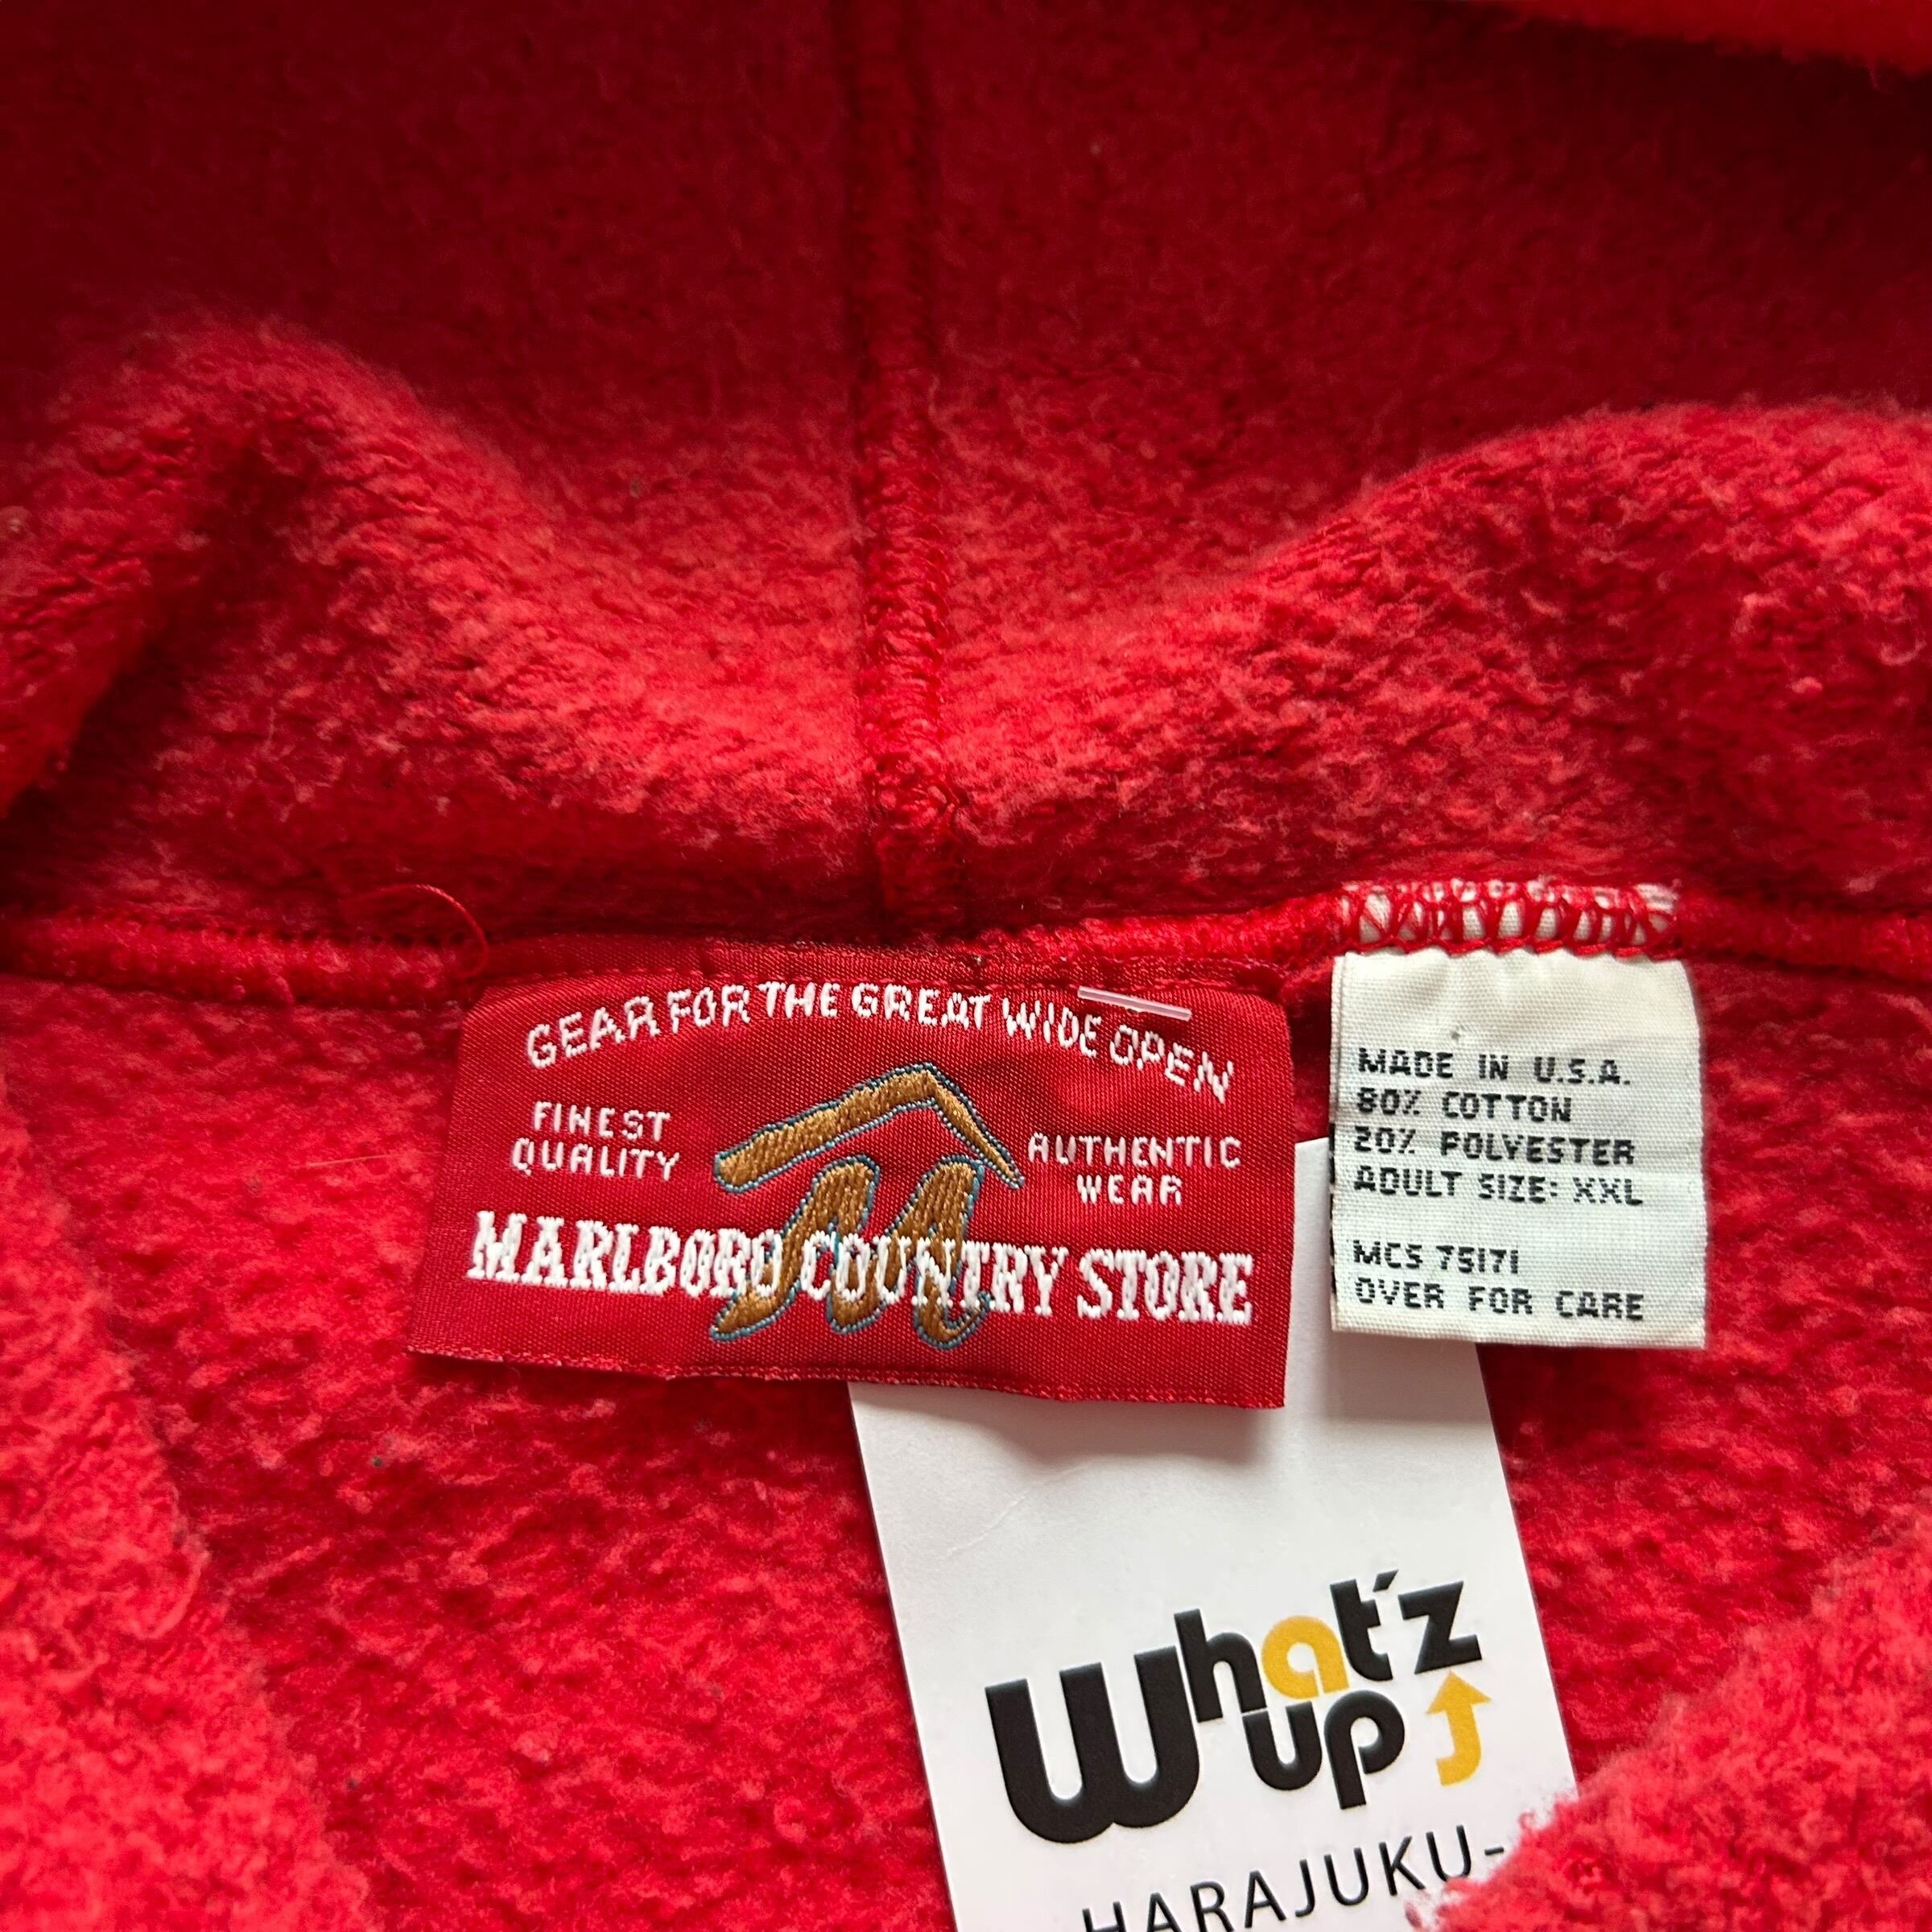 GEAR FOR THE GREAT WIDE OPEN
FINEST
QUALITY
AUTHENTIC
WEAR
M
MARLBORO COUNTRY STORE
MADE IN U.S.A.
80% COTTON
20% POLYESTER
ADULT SIZE: XXL
MCS 75171
OVER FOR CARE
What'z
up
HARAJUKU-